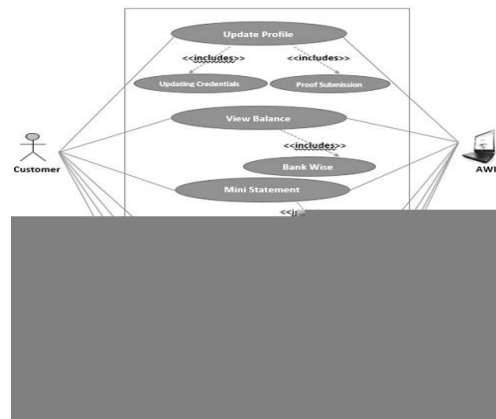 Update Profile
<<includes>> <<includes>>
Updating Credentials Proof Submission
View Balance
<<includes>>
Customer
Bank Wise
Mini Statement